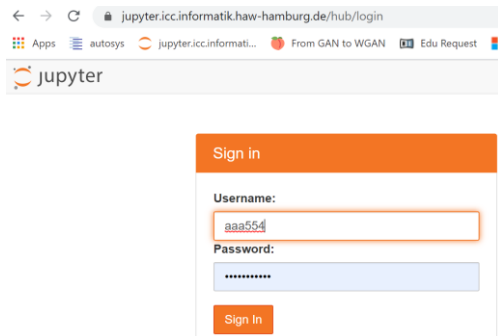 jupyter.icc.informatik.haw-hamburg.de/hub/login
Apps autosys jupyter.icc.informati... From GAN to WGAN Edu Request
jupyter
Sign in
Username:
aaa554
Password:
•••••••••••
Sign In